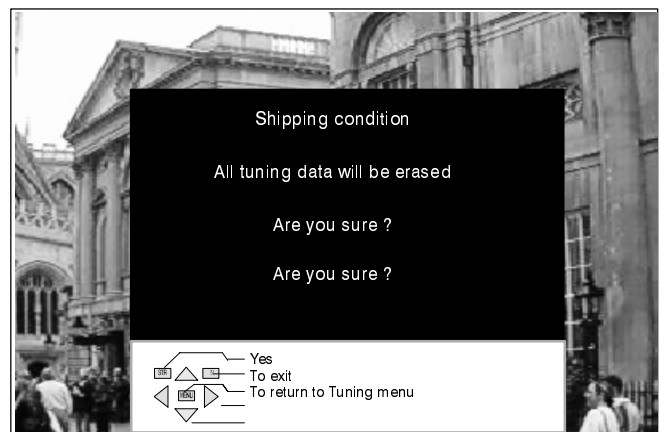 Shipping condition
All tuning data will be erased
Are you sure ?
Are you sure ?
Yes
STR
To exit
MENU To return to Tuning menu